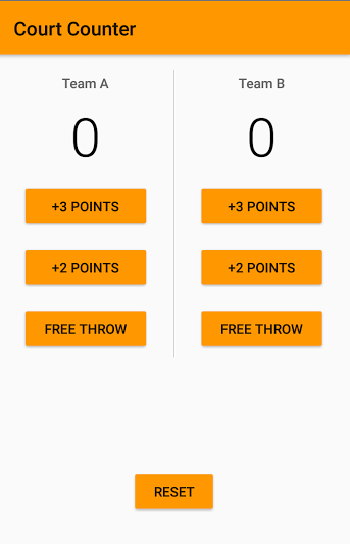 Court Counter
Team A
0
+3 POINTS
+2 POINTS
FREE THROW
Team B
0
+3 POINTS
+2 POINTS
FREE THROW
RESET